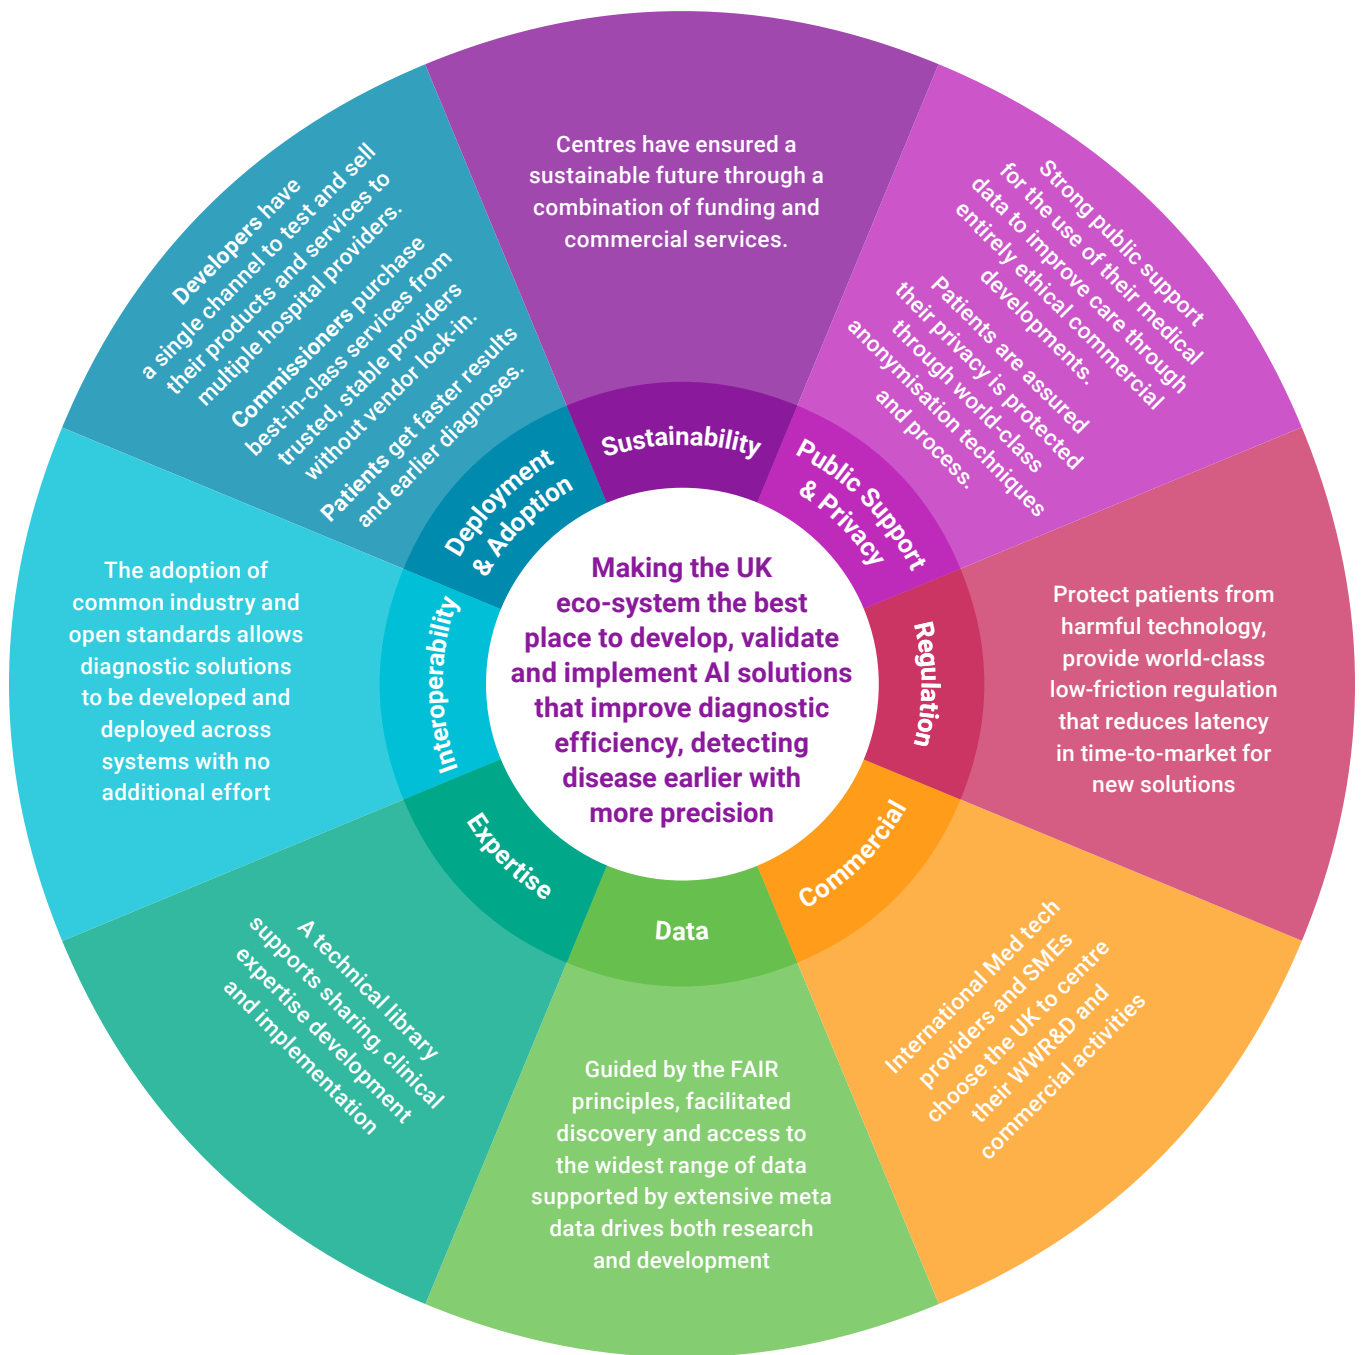 Making the UK
eco-system the best
place to develop, validate
and implement AI solutions
that improve diagnostic
efficiency, detecting
disease earlier with
more precision
Sustainability
Centres have ensured a
sustainable future through a
combination of funding and
commercial services.
Public Support
& Privacy
Strong public support
for the use of their medical
data to improve care through
entirely ethical commercial
developments.
Patients are assured
their privacy is protected
through world-class
anonymisation techniques
and process.
Regulation
Protect patients from
harmful technology,
provide world-class
low-friction regulation
that reduces latency
in time-to-market for
new solutions
Commercial
International Med tech
providers and SMEs
choose the UK to centre
their WWR&D and
commercial activities
Data
Guided by the FAIR
principles, facilitated
discovery and access to
the widest range of data
supported by extensive meta
data drives both research
and development
Expertise
A technical library
supports sharing, clinical
expertise development
and implementation
Interoperability
The adoption of
common industry and
open standards allows
diagnostic solutions
to be developed and
deployed across
systems with no
additional effort
Deployment
& Adoption
Developers have
a single channel to test and sell
their products and services to
multiple hospital providers.
Commissioners purchase
best-in-class services from
trusted, stable providers
without vendor lock-in.
Patients get faster results
and earlier diagnoses.